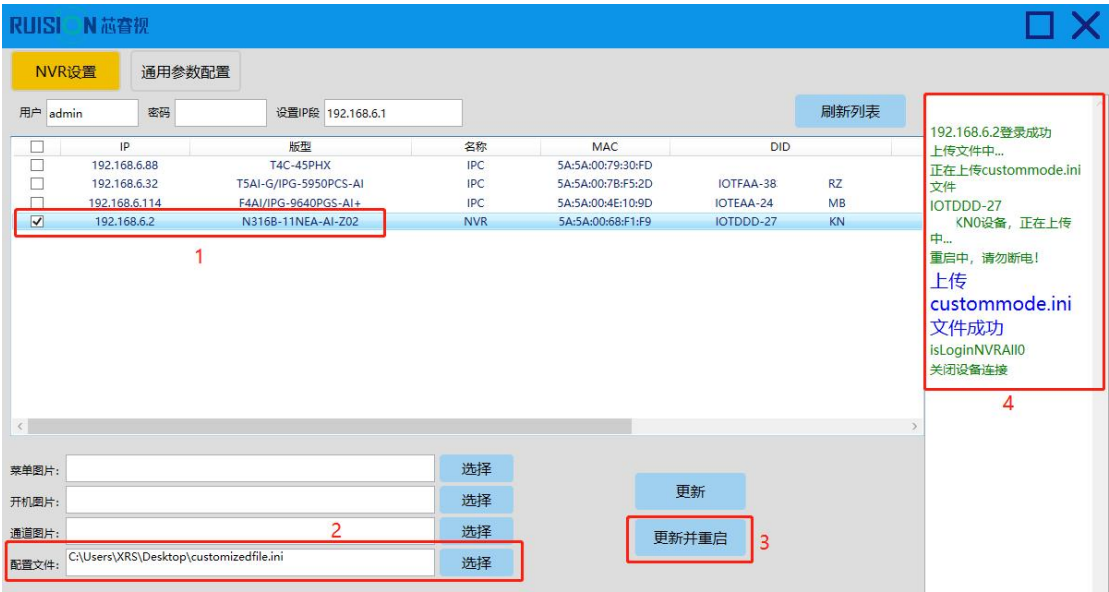 RUISION 芯睿视
NVR设置 通用参数配置
用户 admin 密码 设置IP段 192.168.6.1 刷新列表
IP 版型 名称 MAC DID
192.168.6.88 T4C-45PHX IPC 5A:5A:00:79:30:FD
192.168.6.32 T5AI-G/IPG-5950PCS-AI IPC 5A:5A:00:7B:F5:2D IOTFAA-38 RZ
192.168.6.114 F4AI/IPG-9640PGS-AI+ IPC 5A:5A:00:4E:10:9D IOTEAA-24 MB
192.168.6.2 N316B-11NEA-AI-Z02 NVR 5A:5A:00:68:F1:F9 IOTDDD-27 KN
1
192.168.6.2登录成功
上传文件中...
正在上传custommode.ini
文件
IOTDDD-27
KN0设备，正在上传
中...
重启中，请勿断电！
上传
custommode.ini
文件成功
isLoginNVRAll0
关闭设备连接
4
菜单图片： 选择
开机图片： 选择
通道图片： 选择
2
配置文件： C:\Users\XRS\Desktop\customizedfile.ini 选择
更新
更新并重启 3